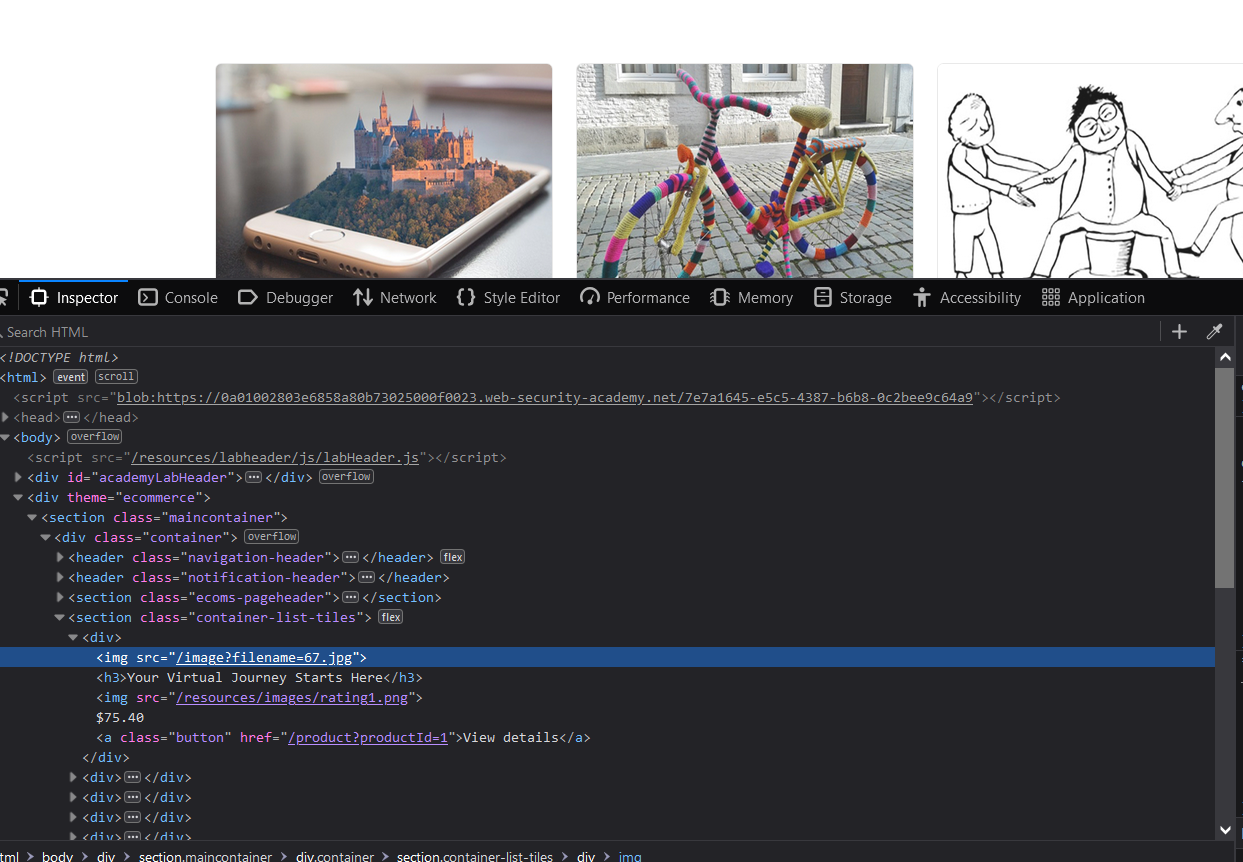 Inspector Console Debugger Network Style Editor Performance Memory Storage Accessibility Application
Search HTML
<!DOCTYPE html>
<html> event scroll
<script src="blob:https://0a01002803e6858a80b73025000f0023.web-security-academy.net/7e7a1645-e5c5-4387-b6b8-0c2bee9c64a9"></script>
<head>···</head>
<body> overflow
<script src="/resources/labheader/js/labHeader.js"></script>
<div id="academyLabHeader">···</div> overflow
<div theme="ecommerce">
<section class="maincontainer">
<div class="container"> overflow
<header class="navigation-header">···</header> flex
<header class="notification-header">···</header>
<section class="ecoms-pageheader">···</section>
<section class="container-list-tiles"> flex
<div>
<img src="/image?filename=67.jpg">
<h3>Your Virtual Journey Starts Here</h3>
<img src="/resources/images/rating1.png">
$75.40
<a class="button" href="/product?productId=1">View details</a>
</div>
<div>···</div>
<div>···</div>
<div>···</div>
<div>···</div>
tml > body > div > section.maincontainer > div.container > section.container-list-tiles > div > img